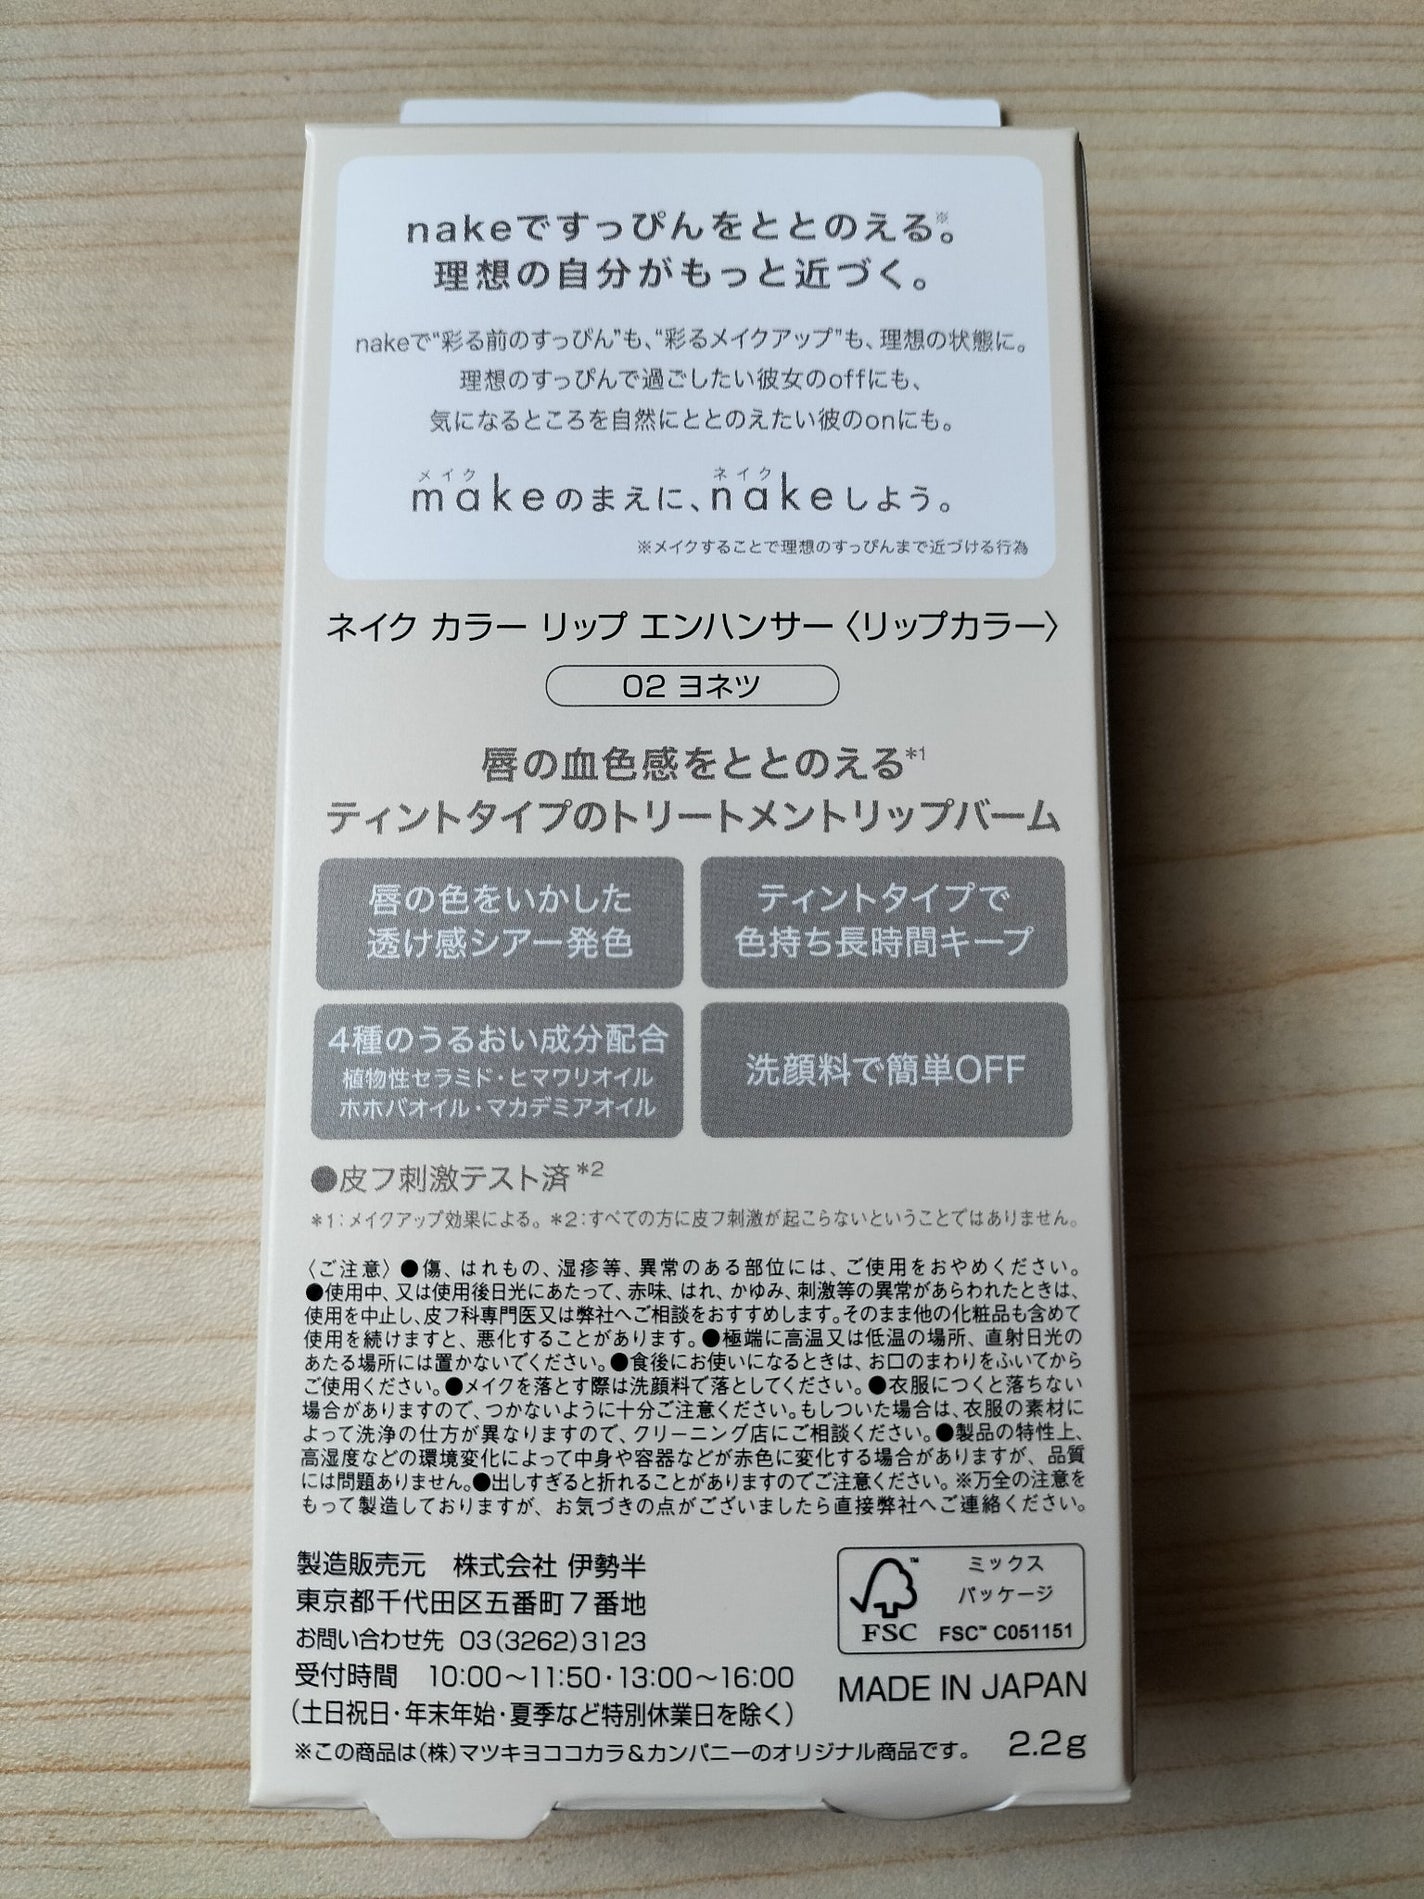 nakeですっぴんをととのえる※。
理想の自分がもっと近づく。
nakeで“彩る前のすっぴん”も、“彩るメイクアップ”も、理想の状態に。
理想のすっぴんで過ごしたい彼女のoffにも、
気になるところを自然にととのえたい彼のonにも。
メイク ネイク
makeのまえに、nakeしよう。
※メイクすることで理想のすっぴんまで近づける行為
ネイク カラー リップ エンハンサー〈リップカラー〉
02 ヨネツ
唇の血色感をととのえる*1
ティントタイプのトリートメントリップバーム
唇の色をいかした
透け感シアー発色
ティントタイプで
色持ち長時間キープ
4種のうるおい成分配合
植物性セラミド・ヒマワリオイル
ホホバオイル・マカデミアオイル
洗顔料で簡単OFF
●皮フ刺激テスト済*2
*1:メイクアップ効果による。*2:すべての方に皮フ刺激が起こらないということではありません。
〈ご注意〉●傷、はれもの、湿疹等、異常のある部位には、ご使用をおやめください。
●使用中、又は使用後日光にあたって、赤味、はれ、かゆみ、刺激等の異常があらわれたときは、
使用を中止し、皮フ科専門医又は弊社へご相談をおすすめします。そのまま他の化粧品も含めて
使用を続けますと、悪化することがあります。●極端に高温又は低温の場所、直射日光の
あたる場所には置かないでください。●食後にお使いになるときは、お口のまわりをふいてから
ご使用ください。●メイクを落とす際は洗顔料で落としてください。●衣服につくと落ちない
場合がありますので、つかないように十分ご注意ください。もしついた場合は、衣服の素材に
よって洗浄の仕方が異なりますので、クリーニング店にご相談ください。●製品の特性上、
高湿度などの環境変化によって中身や容器などが赤色に変化する場合がありますが、品質
には問題ありません。●出しすぎると折れることがありますのでご注意ください。※万全の注意を
もって製造しておりますが、お気づきの点がございましたら直接弊社へご連絡ください。
製造販売元 株式会社 伊勢半
東京都千代田区五番町7番地
お問い合わせ先 03(3262)3123
受付時間 10:00〜11:50・13:00〜16:00
(土日祝日・年末年始・夏季など特別休業日を除く)
※この商品は(株)マツキヨココカラ&カンパニーのオリジナル商品です。
ミックス
パッケージ
FSC FSC™ C051151
MADE IN JAPAN
2.2g